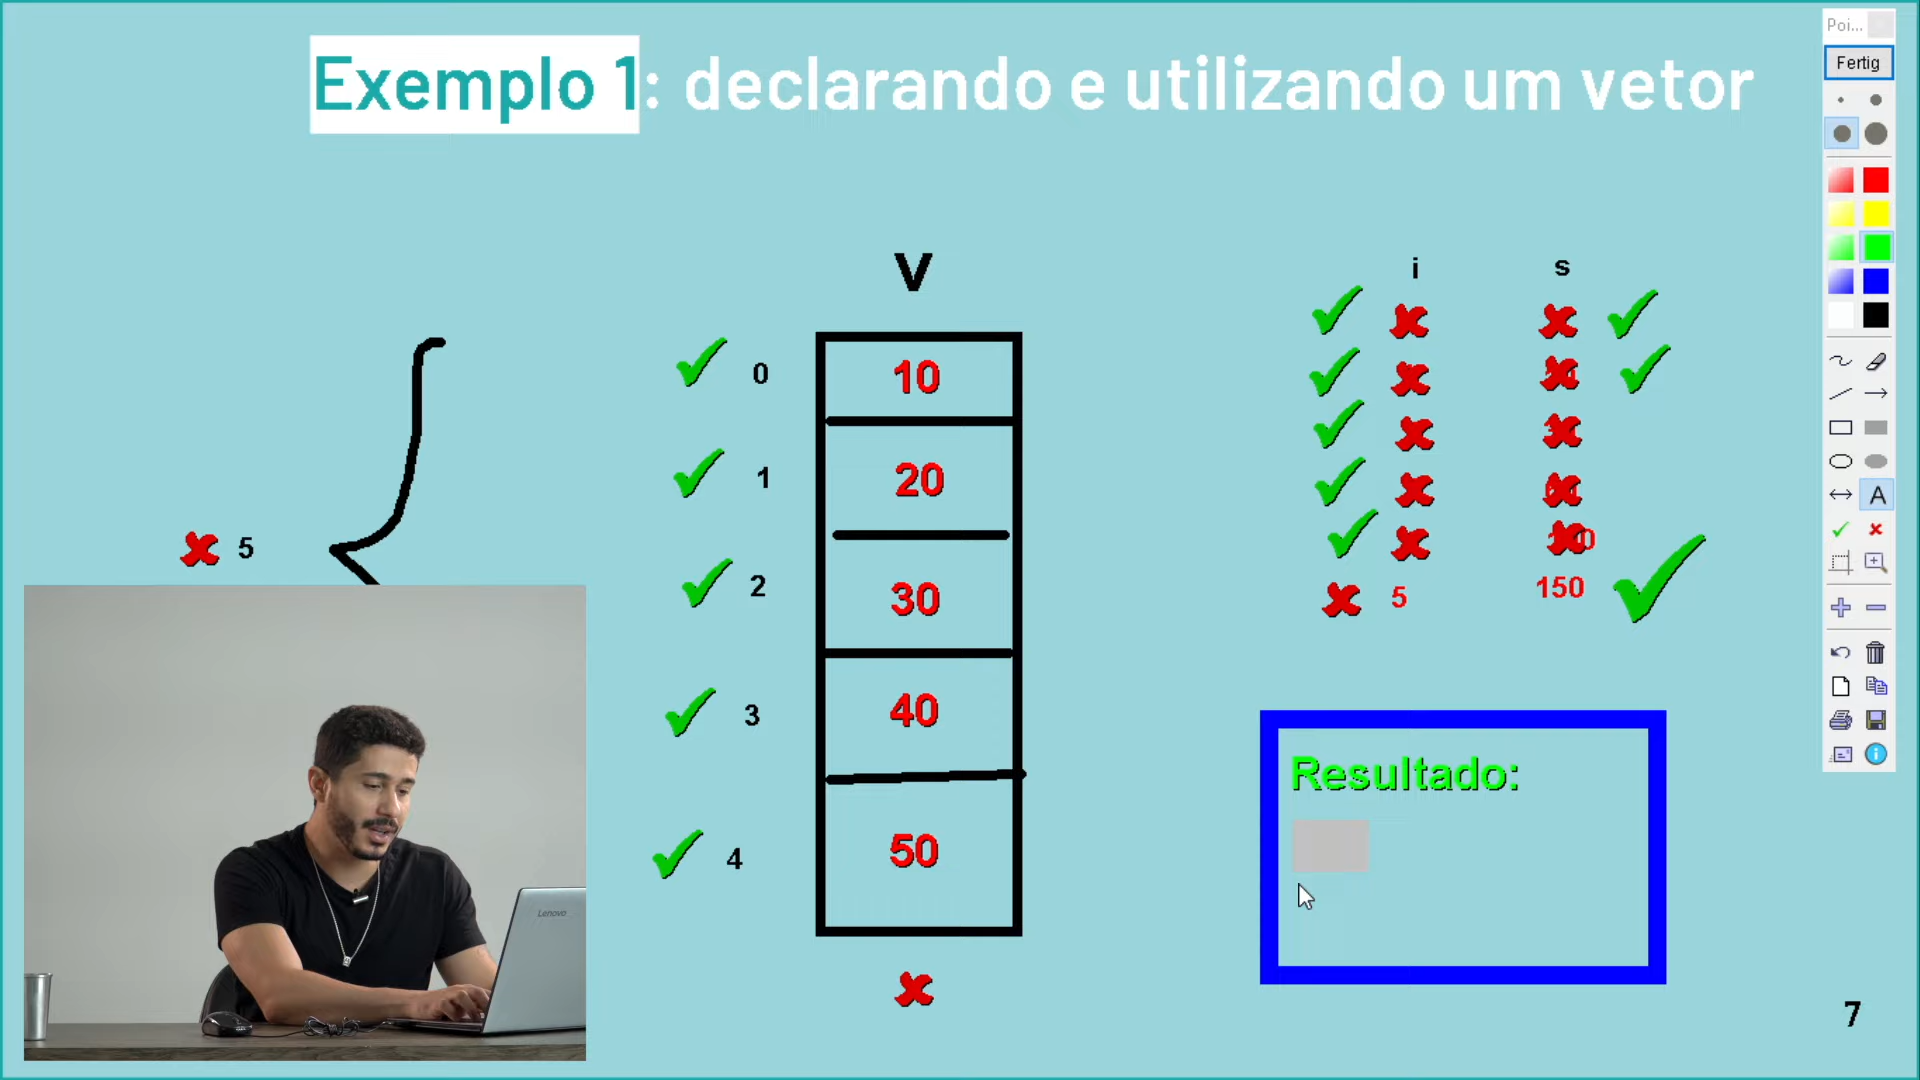 Exemplo 1: declarando e utilizando um vetor
Poi...
Fertig
A
V
0 10
1 20
2 30
3 40
4 50
5
i s
5 150
Resultado:
Lenovo
7